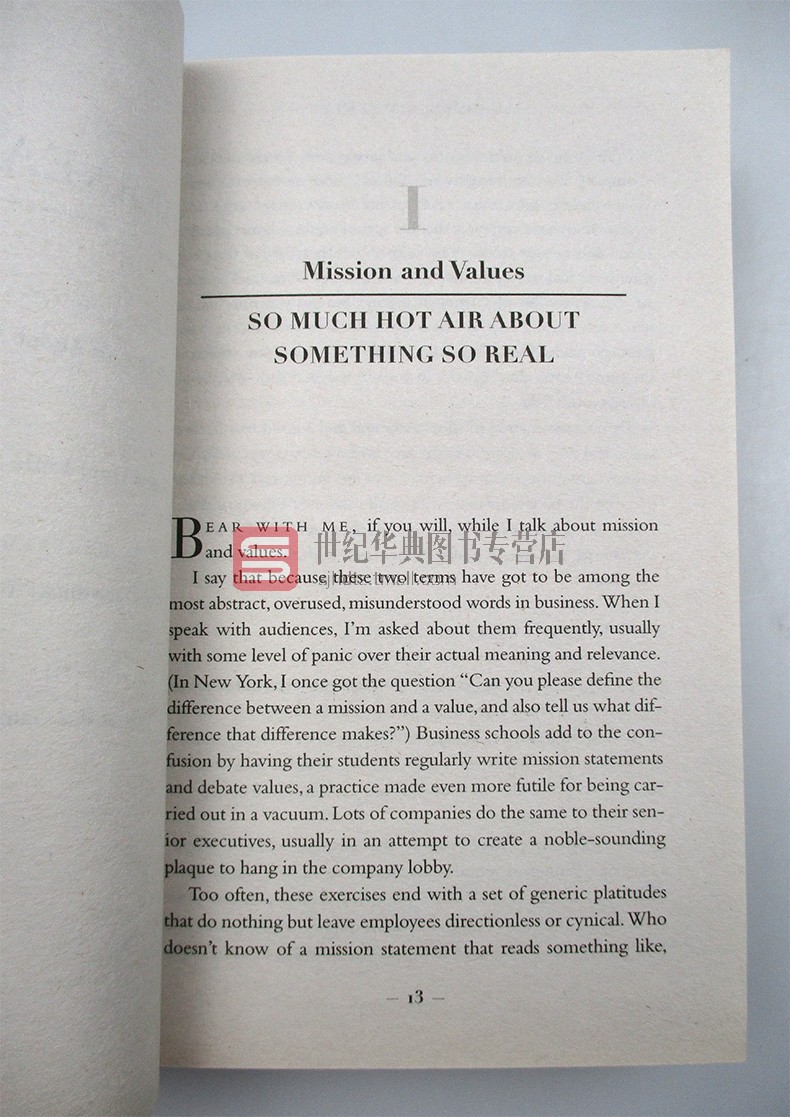 1
Mission and Values
SO MUCH HOT AIR ABOUT
SOMETHING SO REAL
BEAR WITH ME, if you will, while I talk about mission
and values.
世纪华典图书专营店
I say that because these two terms have got to be among the
most abstract, overused, misunderstood words in business. When I
speak with audiences, I'm asked about them frequently, usually
with some level of panic over their actual meaning and relevance.
(In New York, I once got the question “Can you please define the
difference between a mission and a value, and also tell us what dif-
ference that difference makes?”) Business schools add to the con-
fusion by having their students regularly write mission statements
and debate values, a practice made even more futile for being car-
ried out in a vacuum. Lots of companies do the same to their sen-
ior executives, usually in an attempt to create a noble-sounding
plaque to hang in the company lobby.
Too often, these exercises end with a set of generic platitudes
that do nothing but leave employees directionless or cynical. Who
doesn't know of a mission statement that reads something like,
– 13 –